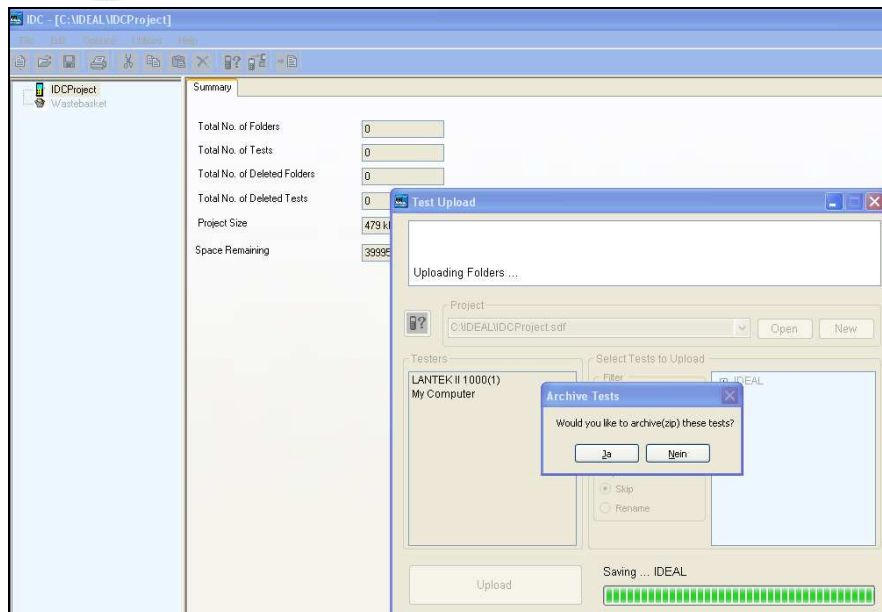 IDC - [C:\IDEAL\IDCProject]
File Edit Options Utilities Help
IDCProject
Wastebasket
Summary
Total No. of Folders 0
Total No. of Tests 0
Total No. of Deleted Folders 0
Total No. of Deleted Tests 0
Project Size
479
Space Remaining
39995
Test Upload
Uploading Folders ...
Project
C:\IDEAL\IDCProject.sdf
Open New
Testers
LANTEK II 1000(1)
My Computer
Select Tests to Upload
Filter
IDEAL
Archive Tests
Would you like to archive(zip) these tests?
Ja Nein
Skip
Rename
Upload
Saving ... IDEAL